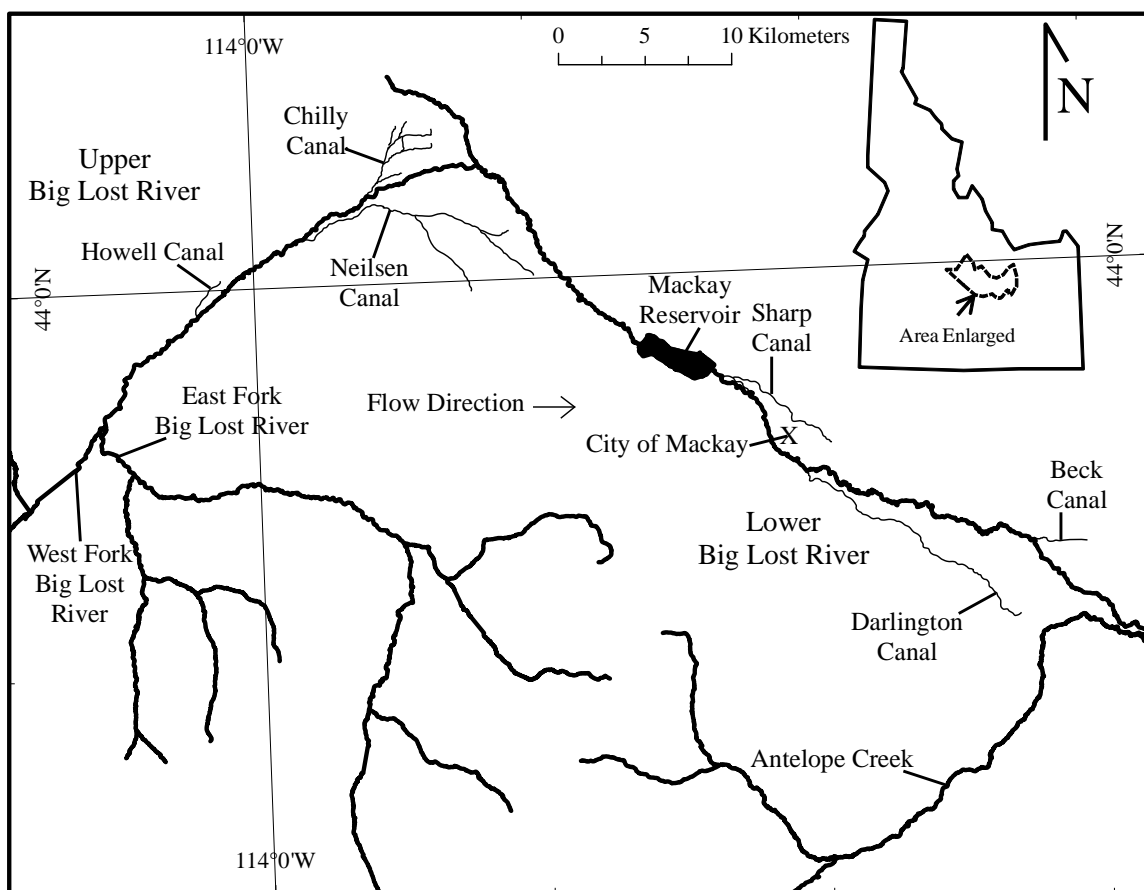 114°0'W
0 5 10 Kilometers
N
Chilly
Canal
Upper
Big Lost River
Howell Canal
Neilsen
Canal
44°0'N
44°0'N
Mackay
Reservoir
Sharp
Canal
Area Enlarged
East Fork
Big Lost River
Flow Direction
City of Mackay
X
Beck
Canal
Lower
Big Lost River
West Fork
Big Lost
River
Darlington
Canal
Antelope Creek
114°0'W